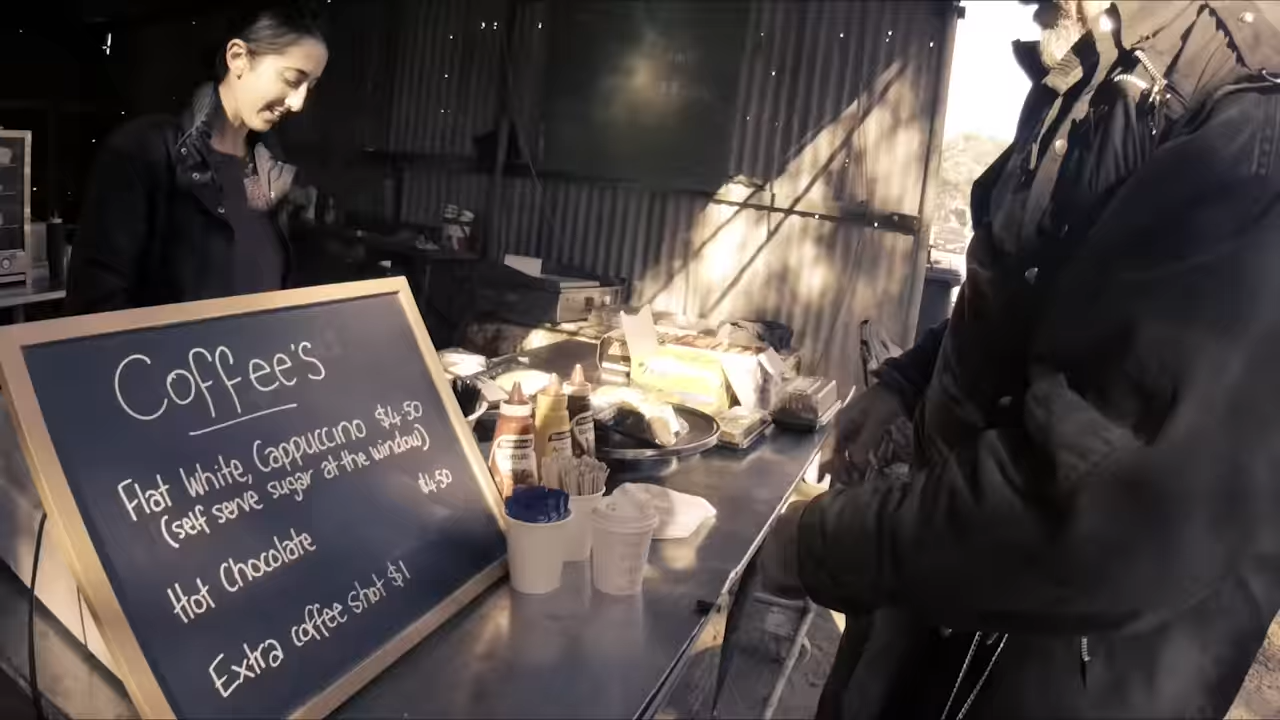 Coffee's
Flat White, Cappuccino $4.50
(self serve sugar at the window)
$4.50
Hot Chocolate
Extra coffee shot $1